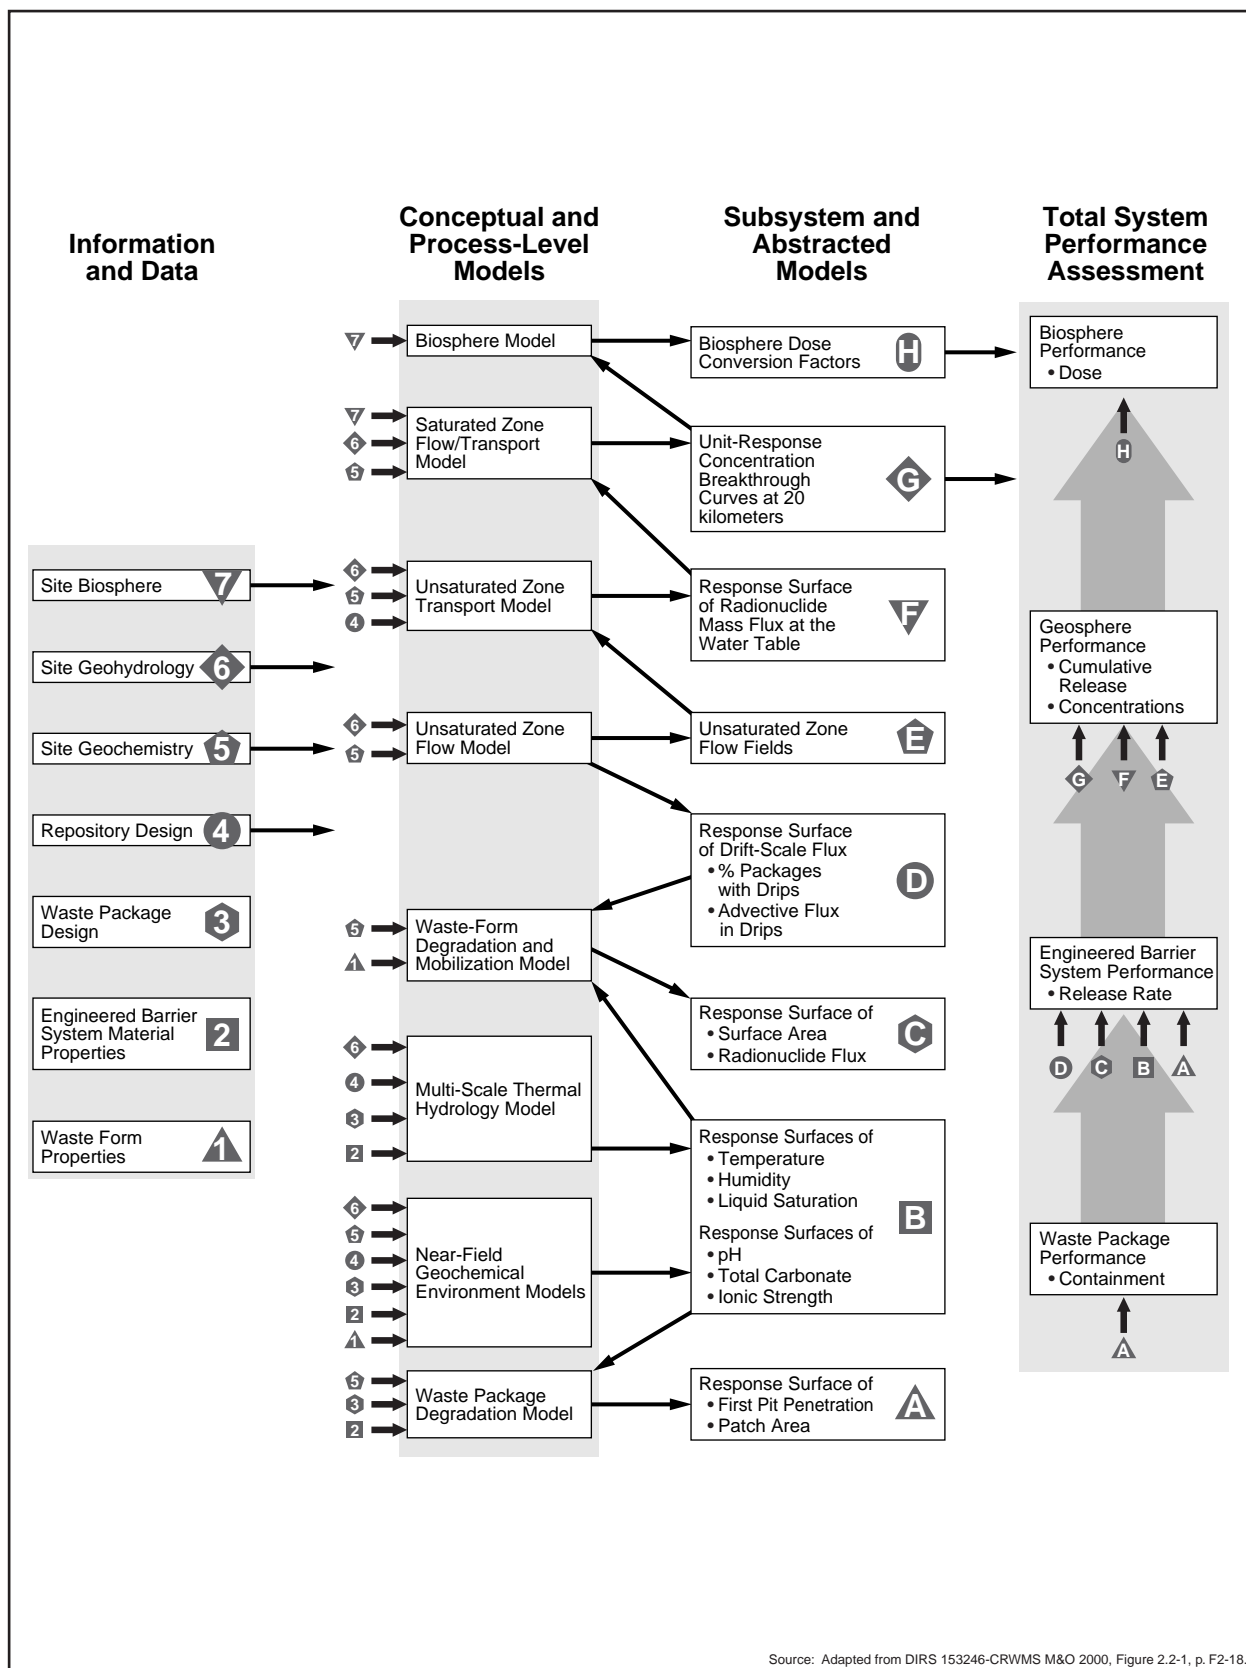 Information
and Data
Conceptual and
Process-Level
Models
Subsystem and
Abstracted
Models
Total System
Performance
Assessment
Site Biosphere 7
Site Geohydrology 6
Site Geochemistry 5
Repository Design 4
Waste Package
Design
3
Engineered Barrier
System Material
Properties
2
Waste Form
Properties
1
7
Biosphere Model
7
6
5
Saturated Zone
Flow/Transport
Model
6
5
4
Unsaturated Zone
Transport Model
6
5
Unsaturated Zone
Flow Model
5
1
Waste-Form
Degradation and
Mobilization Model
6
4
3
2
Multi-Scale Thermal
Hydrology Model
6
5
4
3
2
1
Near-Field
Geochemical
Environment Models
5
3
2
Waste Package
Degradation Model
Biosphere Dose
Conversion Factors
H
Unit-Response
Concentration
Breakthrough
Curves at 20
kilometers
G
Response Surface
of Radionuclide
Mass Flux at the
Water Table
F
Unsaturated Zone
Flow Fields
E
Response Surface
of Drift-Scale Flux
• % Packages
with Drips
• Advective Flux
in Drips
D
Response Surface of
• Surface Area
• Radionuclide Flux
C
Response Surfaces of
• Temperature
• Humidity
• Liquid Saturation
Response Surfaces of
• pH
• Total Carbonate
• Ionic Strength
B
Response Surface of
• First Pit Penetration
• Patch Area
A
Biosphere
Performance
• Dose
H
Geosphere
Performance
• Cumulative
Release
• Concentrations
G F E
Engineered Barrier
System Performance
• Release Rate
D C B A
Waste Package
Performance
• Containment
A
Source: Adapted from DIRS 153246-CRWMS M&O 2000, Figure 2.2-1, p. F2-18.